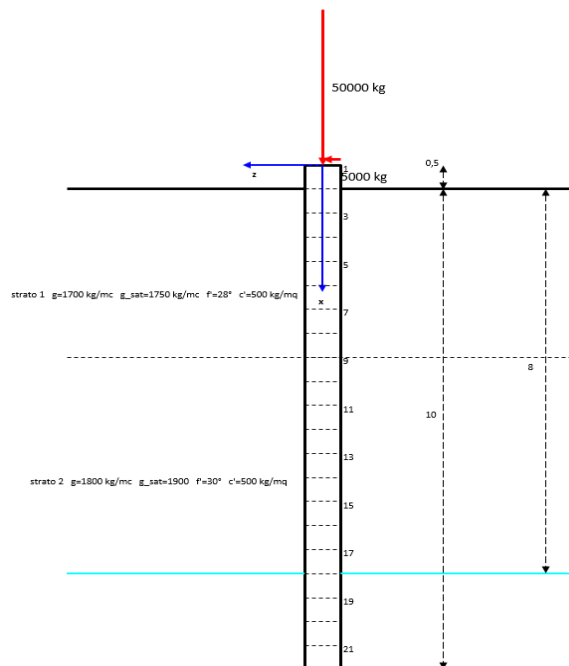 50000 kg
0,5
1
5000 kg
z
3
5
strato 1 g=1700 kg/mc g_sat=1750 kg/mc f'=28° c'=500 kg/mq
x
7
9
8
11
10
13
strato 2 g=1800 kg/mc g_sat=1900 f'=30° c'=500 kg/mq
15
17
19
21